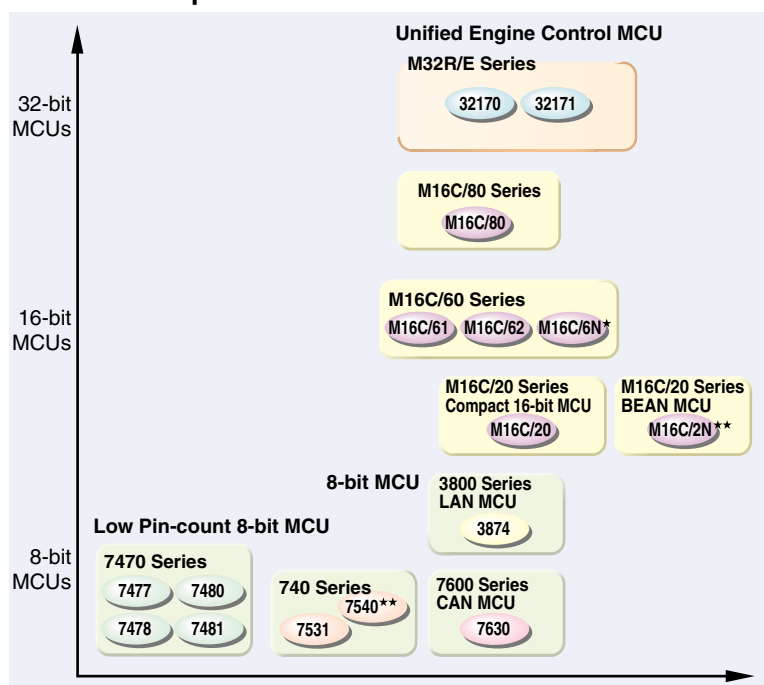 Unified Engine Control MCU
M32R/E Series
32170 32171
32-bit
MCUs
M16C/80 Series
M16C/80
M16C/60 Series
M16C/61 M16C/62 M16C/6N★
16-bit
MCUs
M16C/20 Series
Compact 16-bit MCU
M16C/20
M16C/20 Series
BEAN MCU
M16C/2N★★
8-bit MCU
3800 Series
LAN MCU
3874
Low Pin-count 8-bit MCU
8-bit
MCUs
7470 Series
7477 7480
7478 7481
740 Series
7540★★
7531
7600 Series
CAN MCU
7630